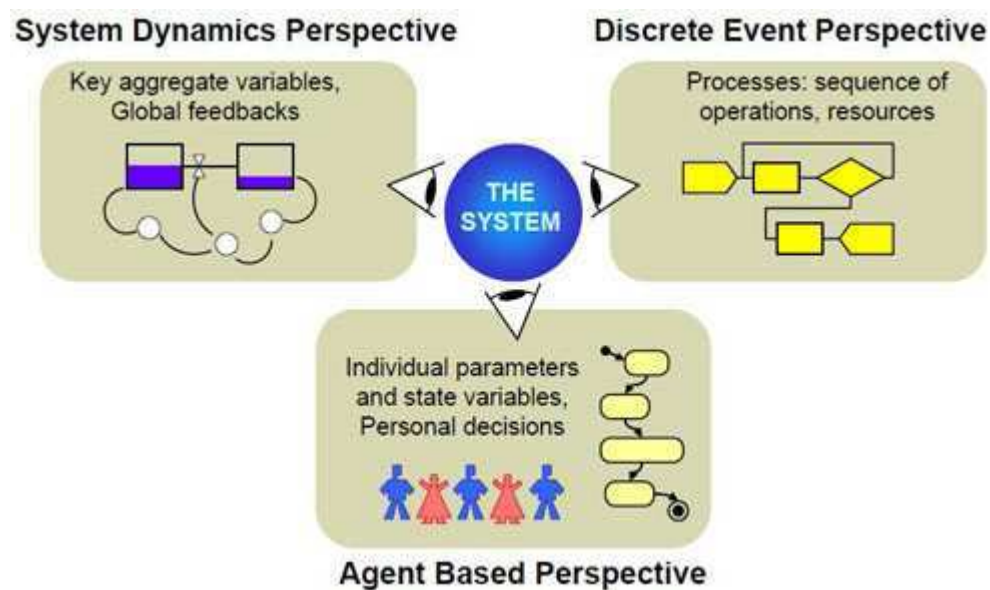 System Dynamics Perspective
Key aggregate variables,
Global feedbacks
Discrete Event Perspective
Processes: sequence of
operations, resources
THE
SYSTEM
Individual parameters
and state variables,
Personal decisions
Agent Based Perspective